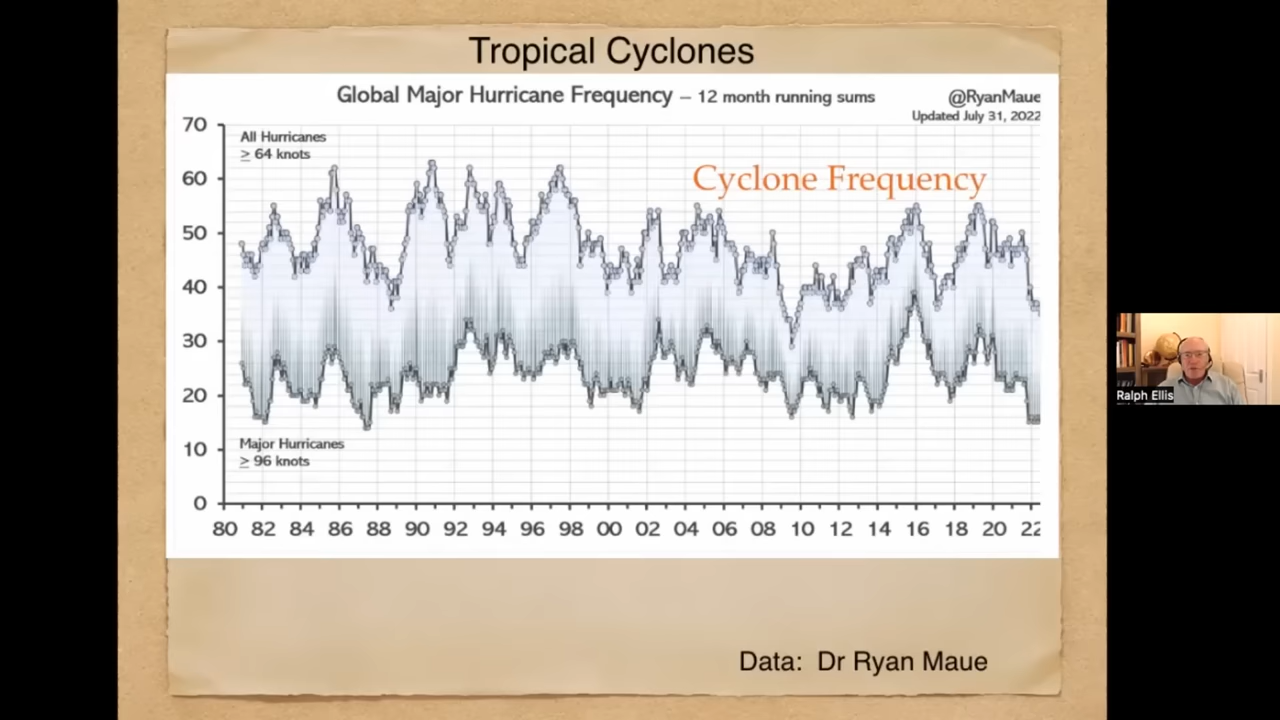 Tropical Cyclones
Global Major Hurricane Frequency – 12 month running sums
@RyanMaue
Updated July 31, 2022
All Hurricanes
≥ 64 knots
Cyclone Frequency
70
60
50
40
30
20
10
0
Major Hurricanes
≥ 96 knots
80 82 84 86 88 90 92 94 96 98 00 02 04 06 08 10 12 14 16 18 20 22
Data: Dr Ryan Maue
Ralph Ellis